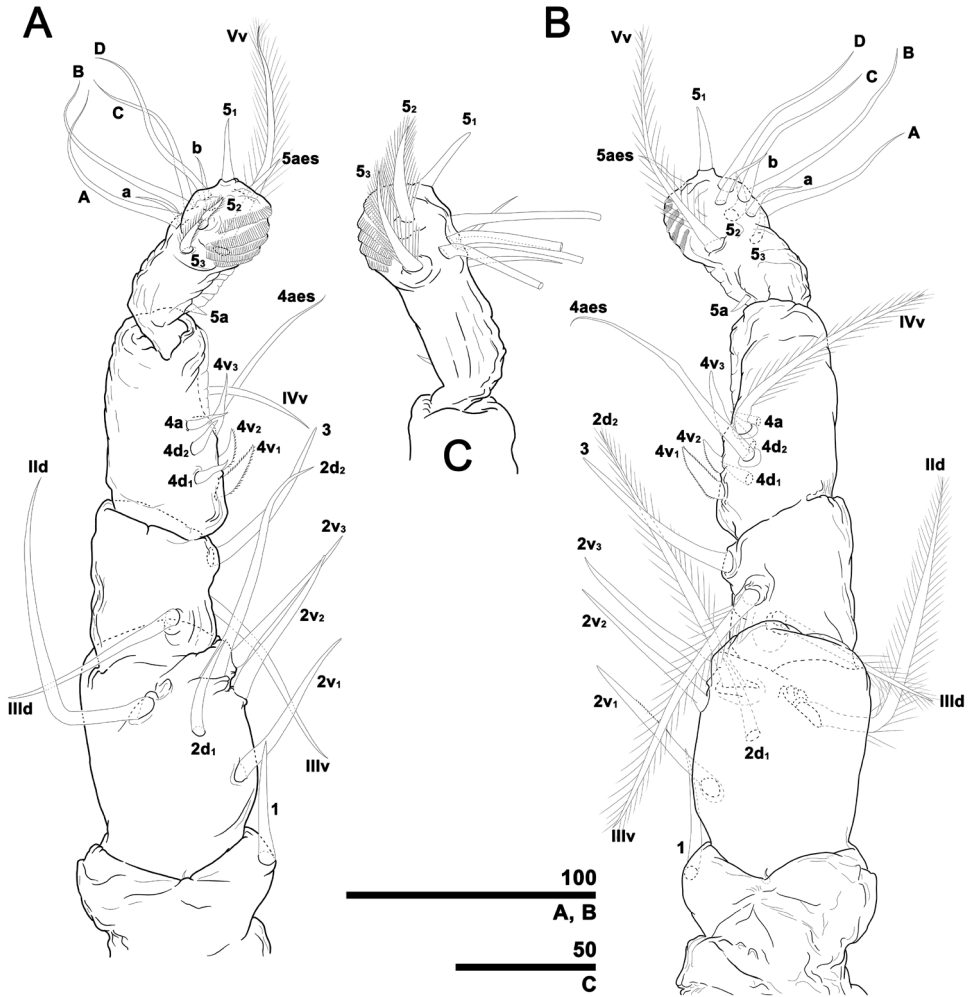 A
D
B
C
A
a
b
5₁
Vv
5aes
5₂
5₃
5a
4aes
4v₃
IVv
4a
4d₂
4d₁
4v₂
4v₁
3
2d₂
IId
2v₃
2v₂
2v₁
IIId
2d₁
IIIv
1
5₂
5₁
5₃
C
B
Vv
5₁
D
B
C
A
5aes
b
a
5₂
5₃
5a
4aes
IVv
4v₃
4a
4d₂
4d₁
2d₂
4v₂
4v₁
3
IId
2v₃
2v₂
2v₁
IIId
2d₁
IIIv
1
100
A, B
50
C